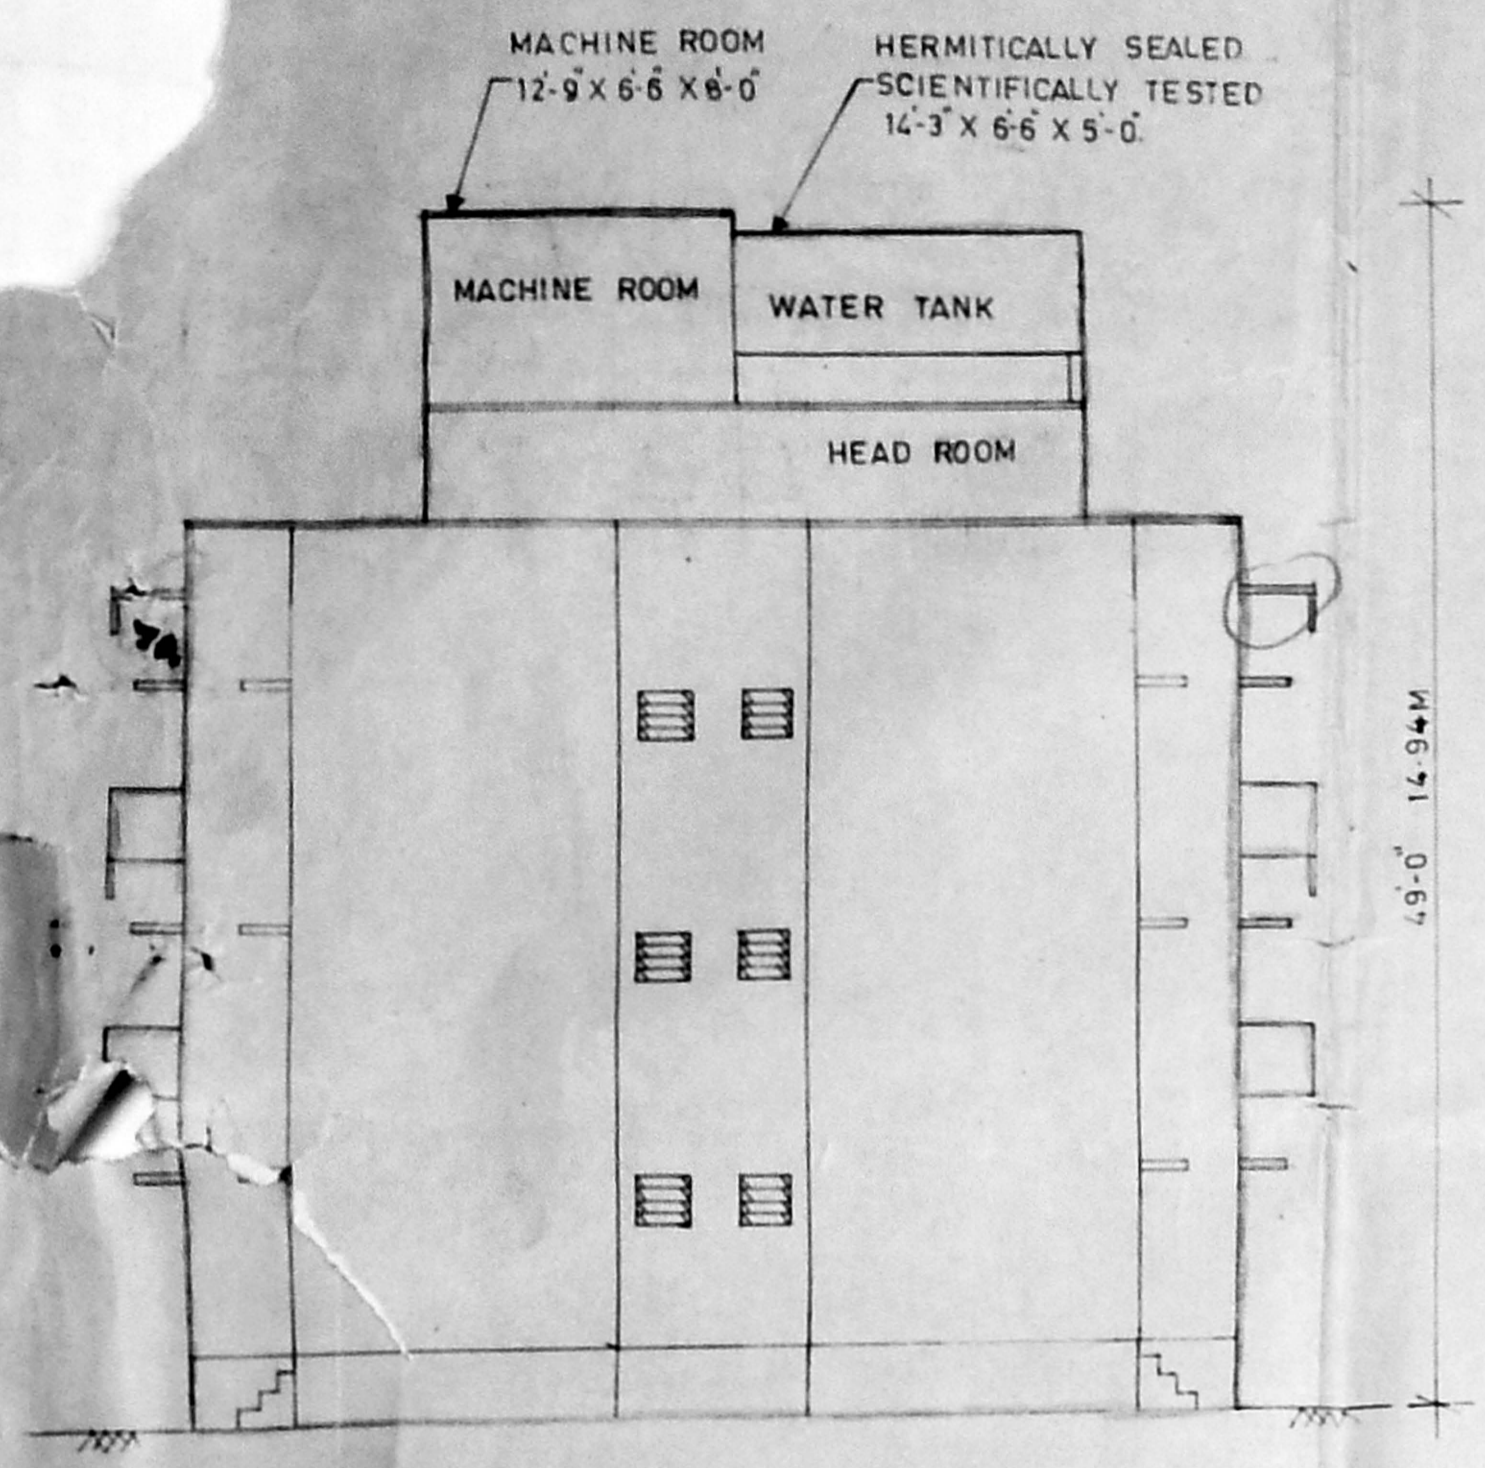 MACHINE ROOM
12'-9" X 6'-6" X 8'-0"
HERMITICALLY SEALED
SCIENTIFICALLY TESTED
14'-3" X 6'-6" X 5'-0"
MACHINE ROOM
WATER TANK
HEAD ROOM
49'-0" 14·94M